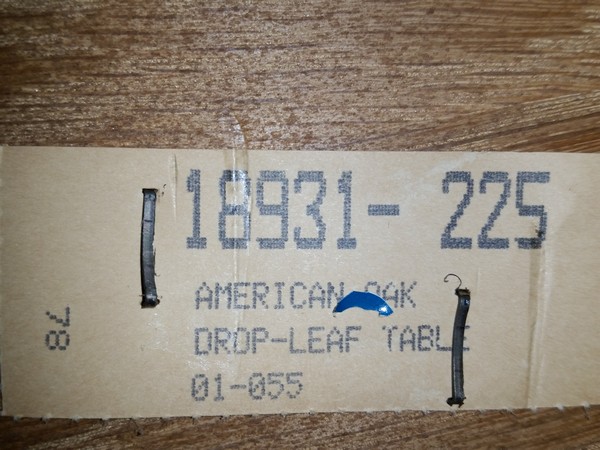 18931- 225
AMERICAN OAK
DROP-LEAF TABLE
01-055
78